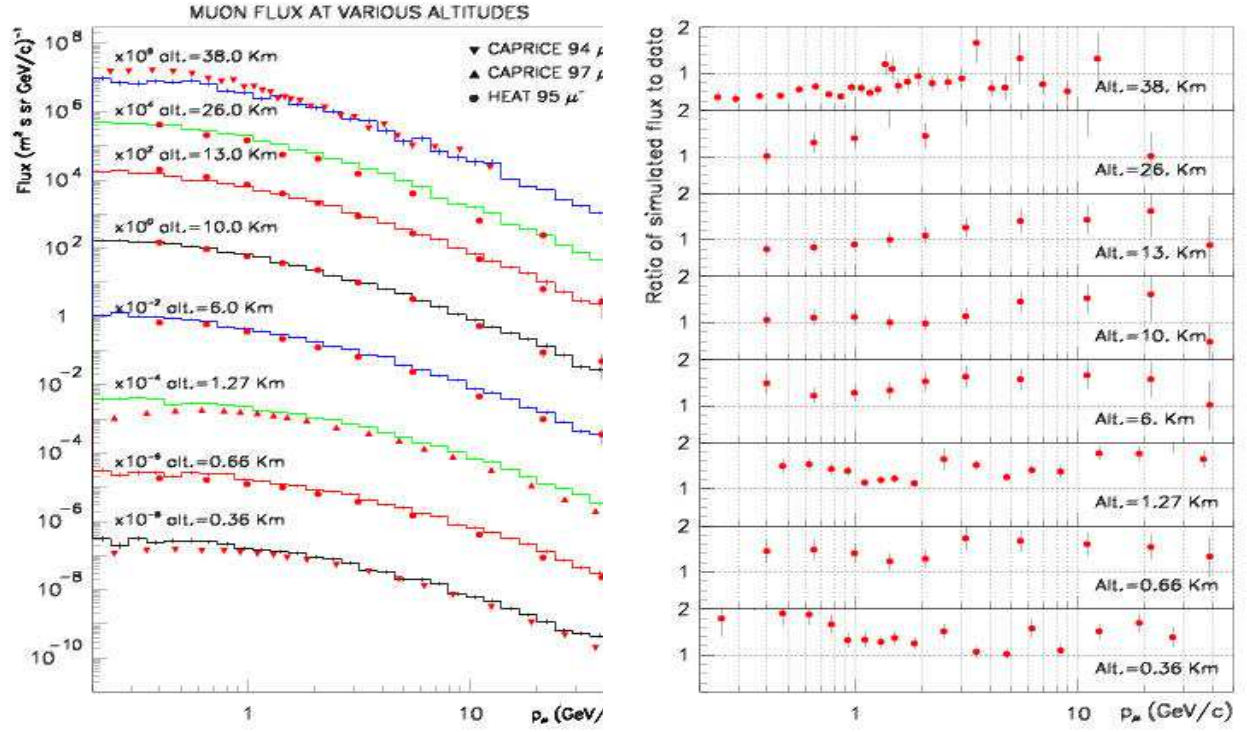 MUON FLUX AT VARIOUS ALTITUDES
Flux (m² s sr GeV/c)⁻¹
10⁸
10⁶
10⁴
10²
1
10⁻²
10⁻⁴
10⁻⁶
10⁻⁸
10⁻¹⁰
▼ CAPRICE 94 μ
▲ CAPRICE 97 μ
● HEAT 95 μ⁻
alt.=38.0 Km
x10⁴ alt.=26.0 Km
x10² alt.=13.0 Km
x10⁰ alt.=10.0 Km
x10⁻² alt.=6.0 Km
x10⁻⁴ alt.=1.27 Km
x10⁻⁶ alt.=0.66 Km
x10⁻⁸ alt.=0.36 Km
1
10
pμ (GeV/
Ratio of simulated flux to data
2
1
Alt.=38. Km
2
1
Alt.=26. Km
2
1
Alt.=13. Km
2
1
Alt.=10. Km
2
1
Alt.=6. Km
2
1
Alt.=1.27 Km
2
1
Alt.=0.66 Km
2
1
Alt.=0.36 Km
1
10
pμ (GeV/c)